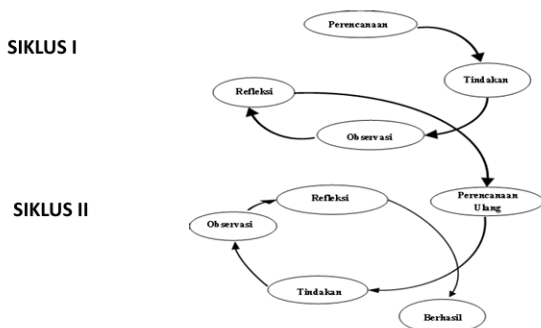 Perencanaan
SIKLUS I
Tindakan
Refleksi
Observasi
SIKLUS II
Refleksi
Perencanaan
Ulang
Observasi
Tindakan
Berhasil